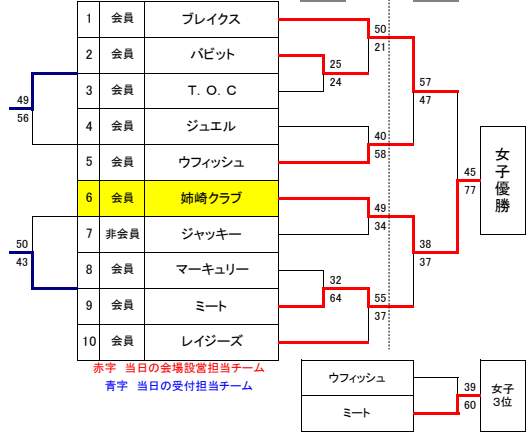 1 会員 ブレイクス
2 会員 バビット
3 会員 T．O．C
4 会員 ジュエル
5 会員 ウフィッシュ
6 会員 姉崎クラブ
7 非会員 ジャッキー
8 会員 マーキュリー
9 会員 ミート
10 会員 レイジーズ
49
56
50
43
50
21
25
24
40
58
57
47
49
34
32
64
55
37
38
37
45
77
女子優勝
赤字 当日の会場設営担当チーム
青字 当日の受付担当チーム
ウフィッシュ
ミート
39
60
女子
3位